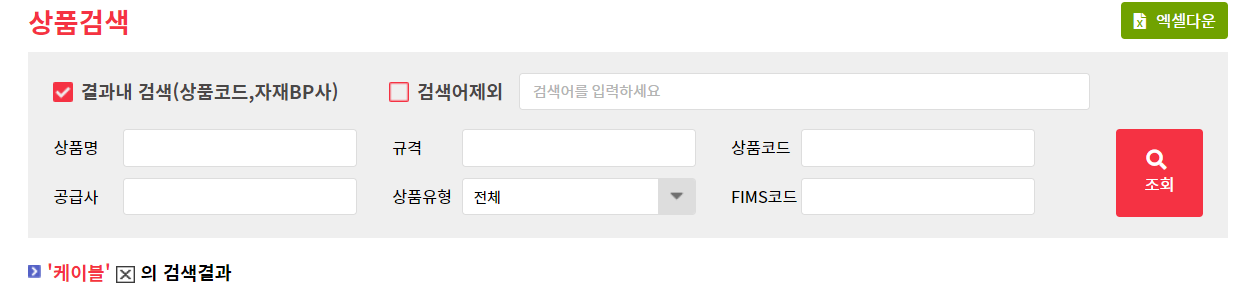 상품검색
엑셀다운
결과내 검색(상품코드,자재BP사) 검색어제외 검색어를 입력하세요
상품명 규격 상품코드
공급사 상품유형 전체 FIMS코드
조회
'케이블' 의 검색결과